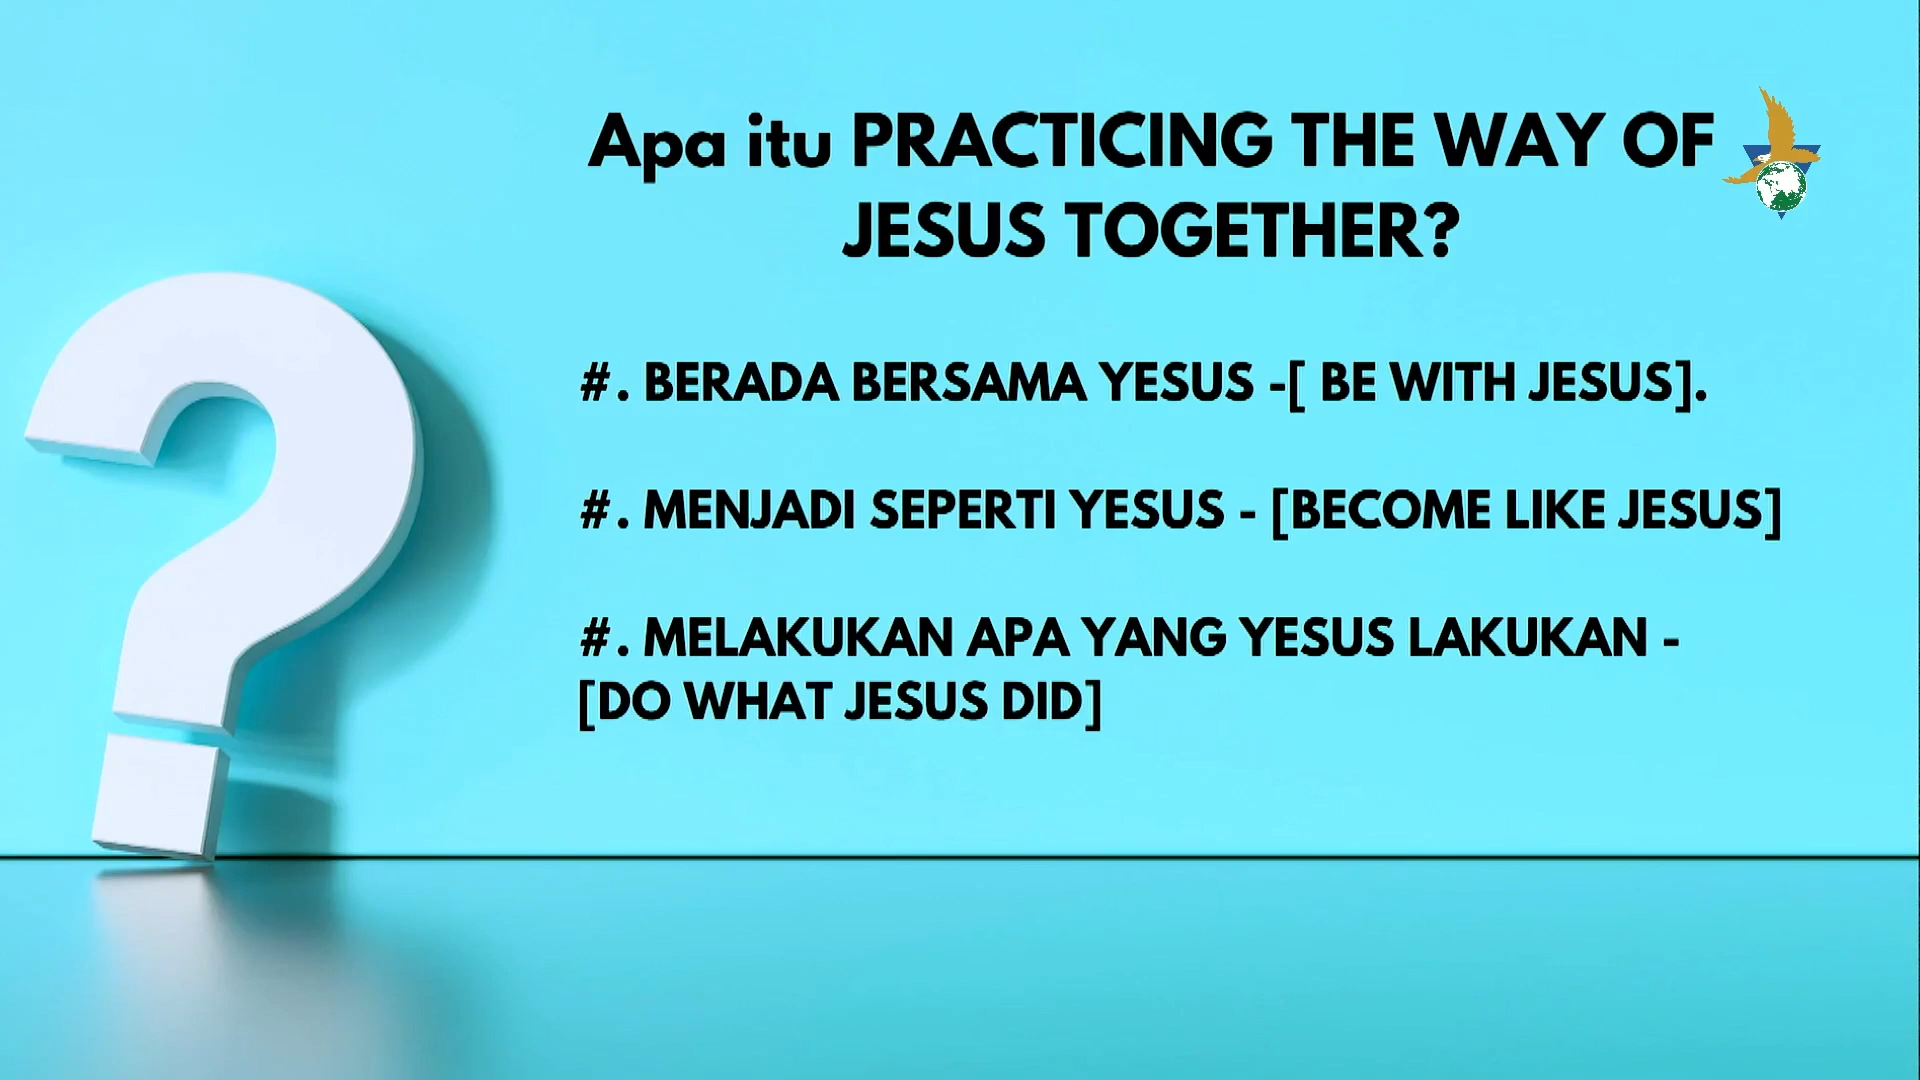 Apa itu PRACTICING THE WAY OF
JESUS TOGETHER?
#. BERADA BERSAMA YESUS -[ BE WITH JESUS].
#. MENJADI SEPERTI YESUS - [BECOME LIKE JESUS]
#. MELAKUKAN APA YANG YESUS LAKUKAN -
[DO WHAT JESUS DID]